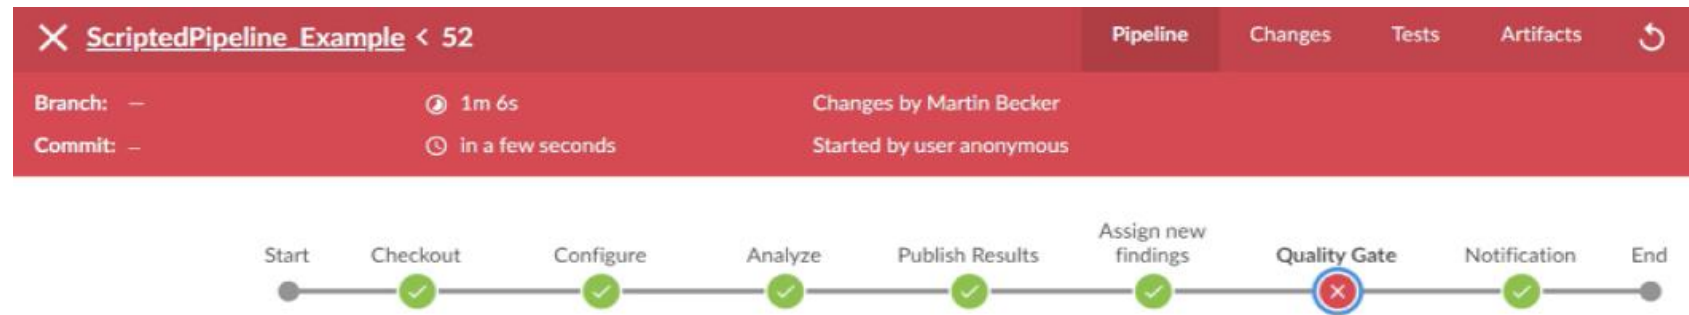 ScriptedPipeline_Example < 52
Pipeline Changes Tests Artifacts
Branch: — 1m 6s Changes by Martin Becker
Commit: — in a few seconds Started by user anonymous
Start Checkout Configure Analyze Publish Results Assign new findings Quality Gate Notification End